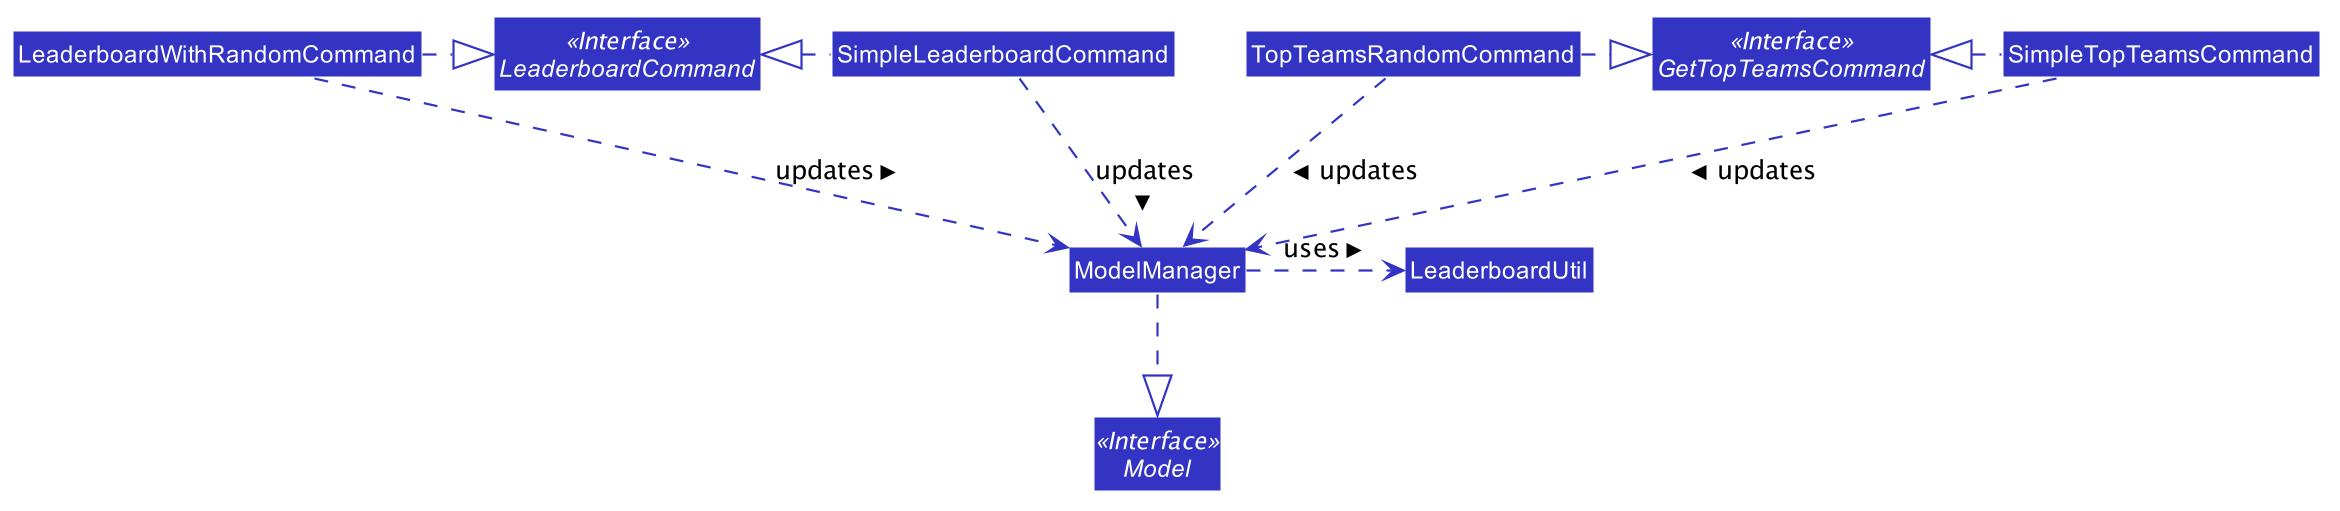 LeaderboardWithRandomCommand
«Interface»
LeaderboardCommand
SimpleLeaderboardCommand
TopTeamsRandomCommand
«Interface»
GetTopTeamsCommand
SimpleTopTeamsCommand
updates ►
updates
▼
◄ updates
◄ updates
uses ►
ModelManager
LeaderboardUtil
«Interface»
Model